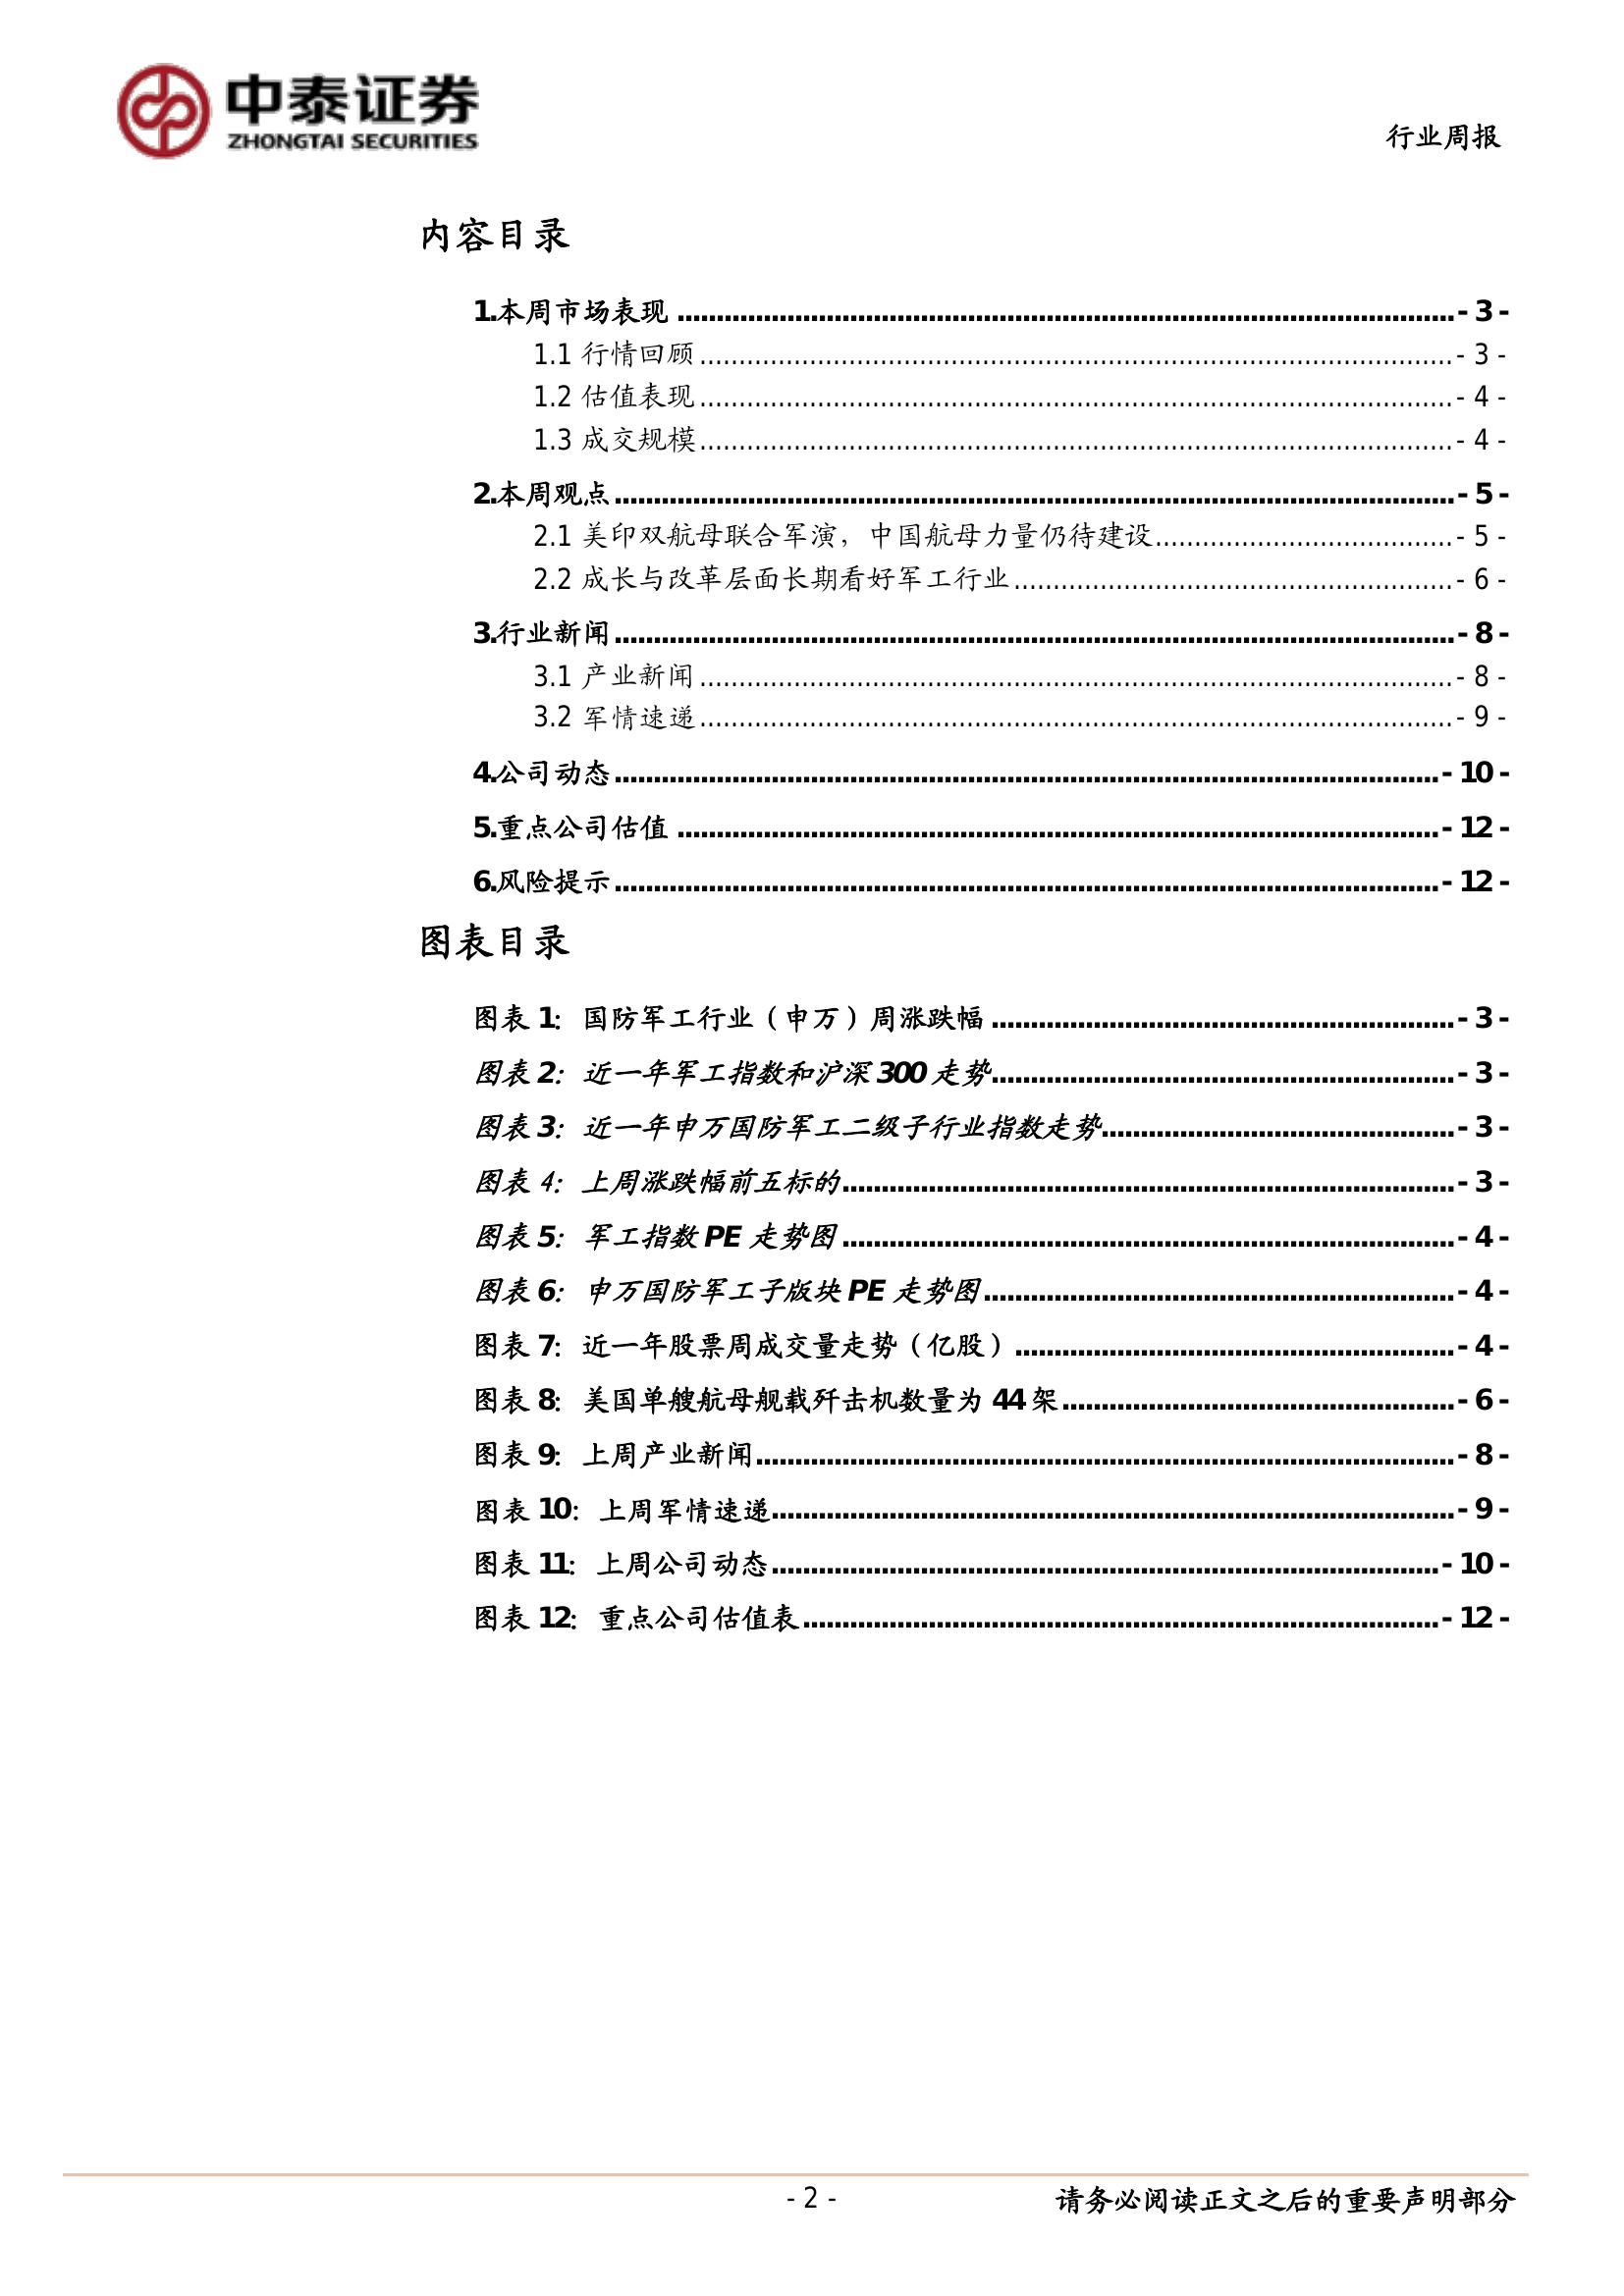 中泰证券
ZHONGTAI SECURITIES
行业周报
内容目录
1.本周市场表现 ........ - 3 -
1.1 行情回顾 ........ - 3 -
1.2 估值表现 ........ - 4 -
1.3 成交规模 ........ - 4 -
2.本周观点 ........ - 5 -
2.1 美印双航母联合军演，中国航母力量仍待建设 ........ - 5 -
2.2 成长与改革层面长期看好军工行业 ........ - 6 -
3.行业新闻 ........ - 8 -
3.1 产业新闻 ........ - 8 -
3.2 军情速递 ........ - 9 -
4.公司动态 ........ - 10 -
5.重点公司估值 ........ - 12 -
6.风险提示 ........ - 12 -
图表目录
图表 1：国防军工行业（申万）周涨跌幅 ........ - 3 -
图表 2：近一年军工指数和沪深 300 走势 ........ - 3 -
图表 3：近一年申万国防军工二级子行业指数走势 ........ - 3 -
图表 4：上周涨跌幅前五标的 ........ - 3 -
图表 5：军工指数 PE 走势图 ........ - 4 -
图表 6：申万国防军工子版块 PE 走势图 ........ - 4 -
图表 7：近一年股票周成交量走势（亿股） ........ - 4 -
图表 8：美国单艘航母舰载歼击机数量为 44 架 ........ - 6 -
图表 9：上周产业新闻 ........ - 8 -
图表 10：上周军情速递 ........ - 9 -
图表 11：上周公司动态 ........ - 10 -
图表 12：重点公司估值表 ........ - 12 -
- 2 -
请务必阅读正文之后的重要声明部分